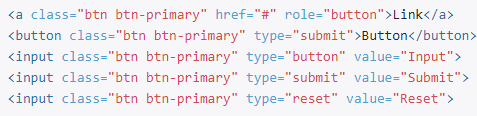 <a class="btn btn-primary" href="#" role="button">Link</a>
<button class="btn btn-primary" type="submit">Button</button>
<input class="btn btn-primary" type="button" value="Input">
<input class="btn btn-primary" type="submit" value="Submit">
<input class="btn btn-primary" type="reset" value="Reset">